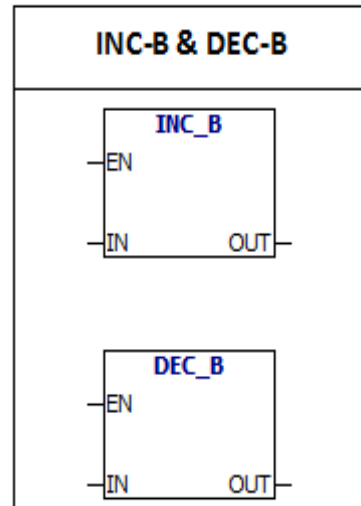 INC-B & DEC-B
INC_B
EN
IN OUT
DEC_B
EN
IN OUT